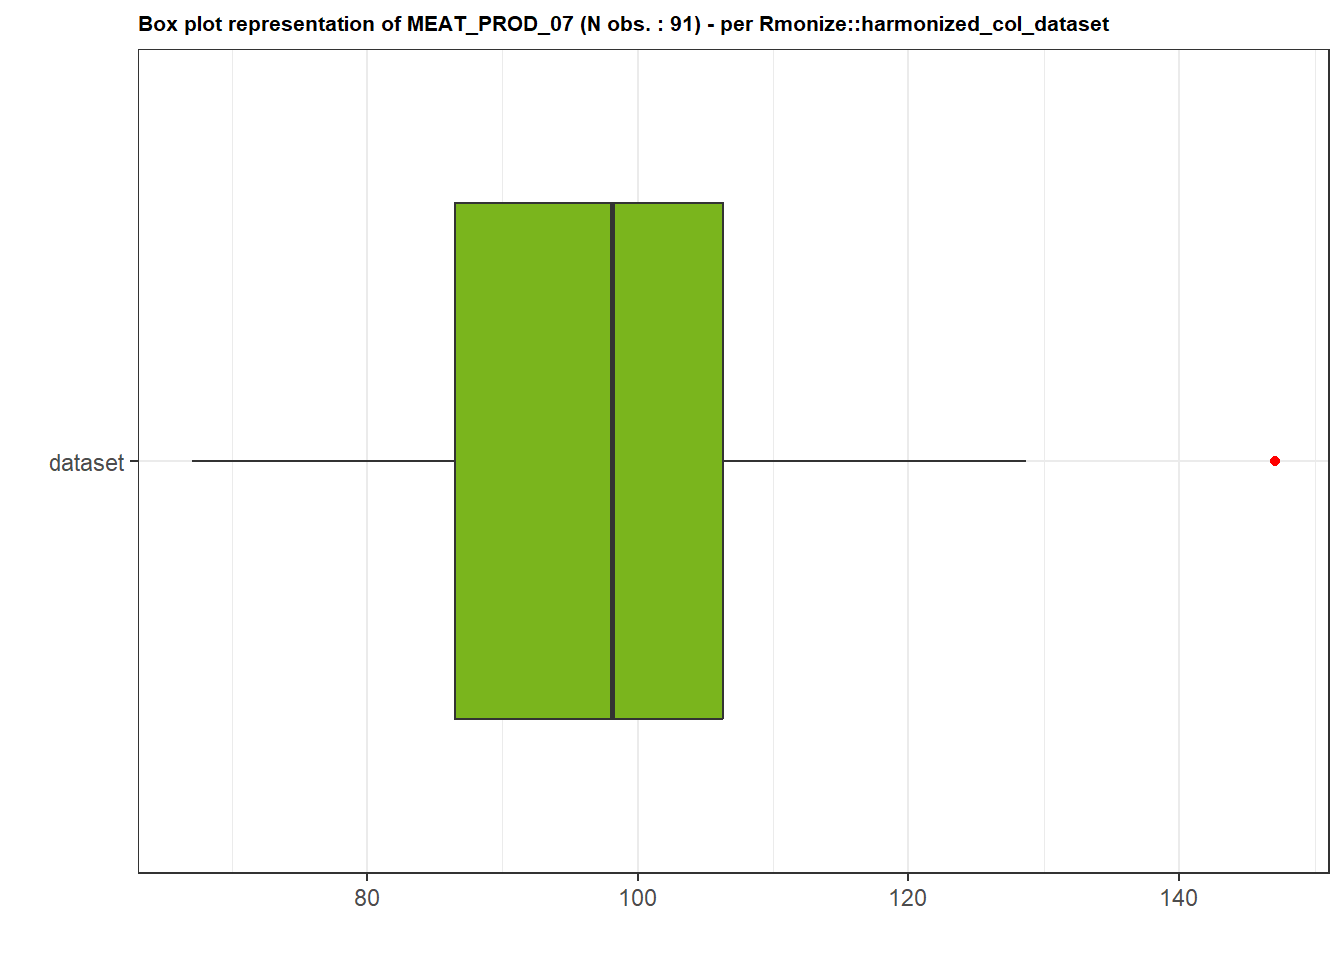 Box plot representation of MEAT_PROD_07 (N obs. : 91) - per Rmonize::harmonized_col_dataset
dataset
80 100 120 140